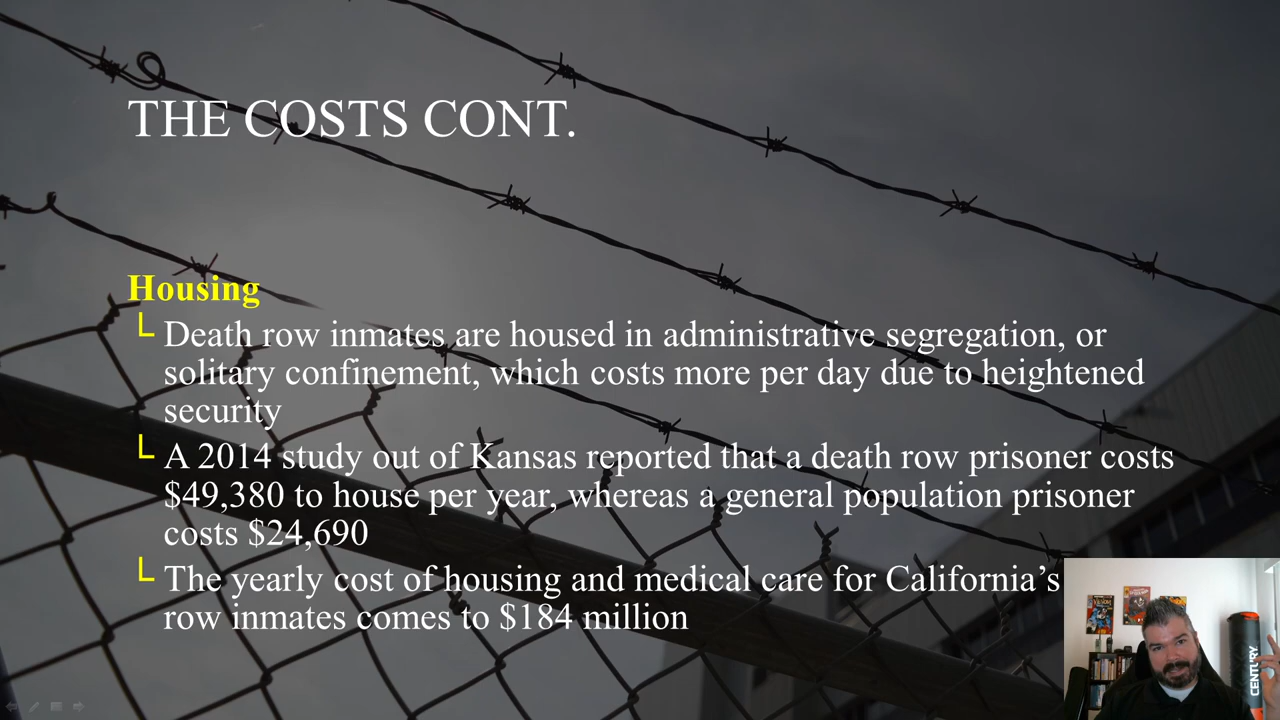 THE COSTS CONT.
Housing
Death row inmates are housed in administrative segregation, or
solitary confinement, which costs more per day due to heightened
security
A 2014 study out of Kansas reported that a death row prisoner costs
$49,380 to house per year, whereas a general population prisoner
costs $24,690
The yearly cost of housing and medical care for California’s
row inmates comes to $184 million
VENOM
CENTURY